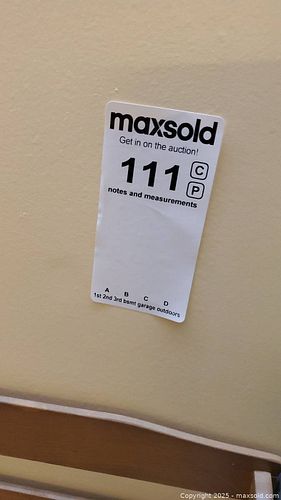 maxsold
Get in on the auction!
111 C
P
notes and measurements
A B C D
1st 2nd 3rd bsmt garage outdoors
Copyright 2025 - maxsold.com